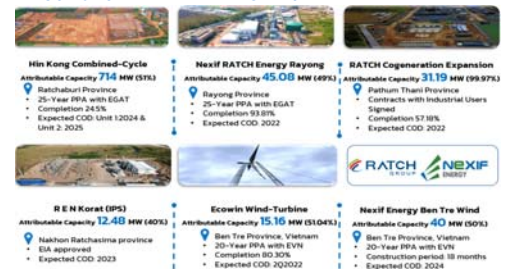 Hin Kong Combined-Cycle
Attributable Capacity 714 MW (51%)
Ratchaburi Province
• 25-Year PPA with EGAT
• Completion 24.5%
• Expected COD: Unit 1:2024 &
Unit 2: 2025
Nexif RATCH Energy Rayong
Attributable Capacity 45.08 MW (49%)
Rayong Province
• 25-Year PPA with EGAT
• Completion 93.81%
• Expected COD: 2022
RATCH Cogeneration Expansion
Attributable Capacity 31.19 MW (99.97%)
Pathum Thani Province
• Contracts with Industrial Users
Signed
• Completion 57.18%
• Expected COD: 2022
RATCH
GROUP
NEXIF
ENERGY
R E N Korat (IPS)
Attributable Capacity 12.48 MW (40%)
Nakhon Ratchasima province
• EIA approved
• Expected COD: 2023
Ecowin Wind-Turbine
Attributable Capacity 15.16 MW (51.04%)
Ben Tre Province, Vietnam
• 20-Year PPA with EVN
• Completion 80.30%
• Expected COD: 2Q2022
Nexif Energy Ben Tre Wind
Attributable Capacity 40 MW (50%)
Ben Tre Province, Vietnam
• 20-Year PPA with EVN
• Construction period: 18 months
• Expected COD: 2024